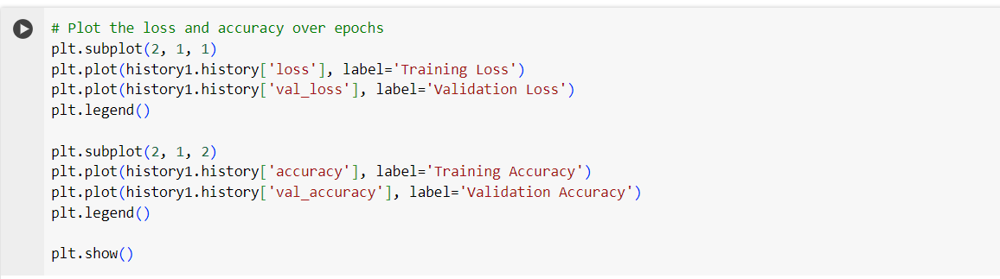 # Plot the loss and accuracy over epochs
plt.subplot(2, 1, 1)
plt.plot(history1.history['loss'], label='Training Loss')
plt.plot(history1.history['val_loss'], label='Validation Loss')
plt.legend()

plt.subplot(2, 1, 2)
plt.plot(history1.history['accuracy'], label='Training Accuracy')
plt.plot(history1.history['val_accuracy'], label='Validation Accuracy')
plt.legend()

plt.show()